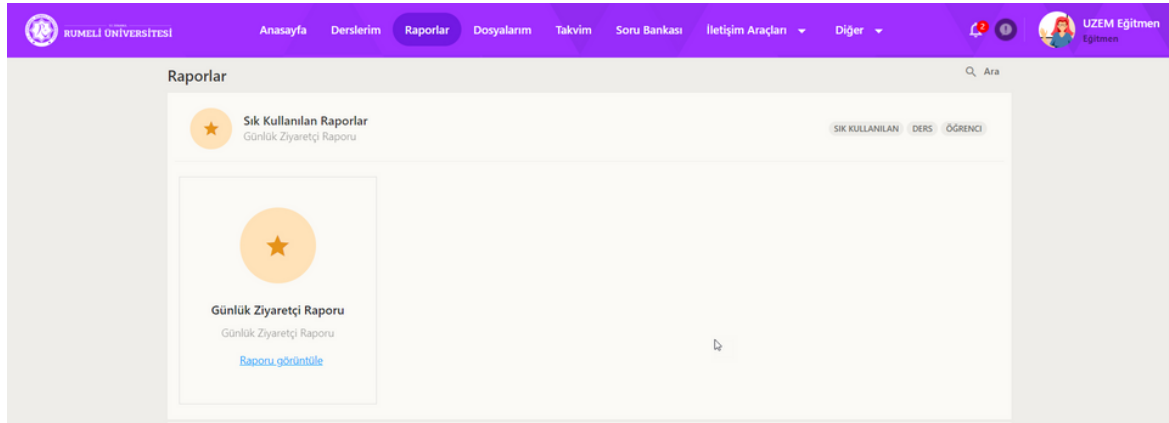 RUMELİ ÜNİVERSİTESİ
Anasayfa Derslerim Raporlar Dosyalarım Takvim Soru Bankası İletişim Araçları Diğer
2
UZEM Eğitmen
Eğitmen
Raporlar
Ara
Sık Kullanılan Raporlar
Günlük Ziyaretçi Raporu
SIK KULLANILAN DERS ÖĞRENCI
Günlük Ziyaretçi Raporu
Günlük Ziyaretçi Raporu
Raporu görüntüle